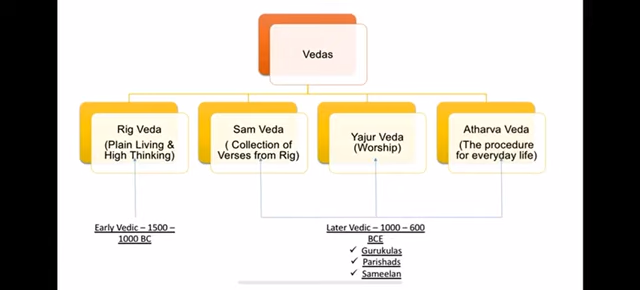 Vedas
Rig Veda
(Plain Living &
High Thinking)
Sam Veda
( Collection of
Verses from Rig)
Yajur Veda
(Worship)
Atharva Veda
(The procedure
for everyday life)
Early Vedic – 1500 –
1000 BC
Later Vedic – 1000 – 600
BCE
✓ Gurukulas
✓ Parishads
✓ Sameelan